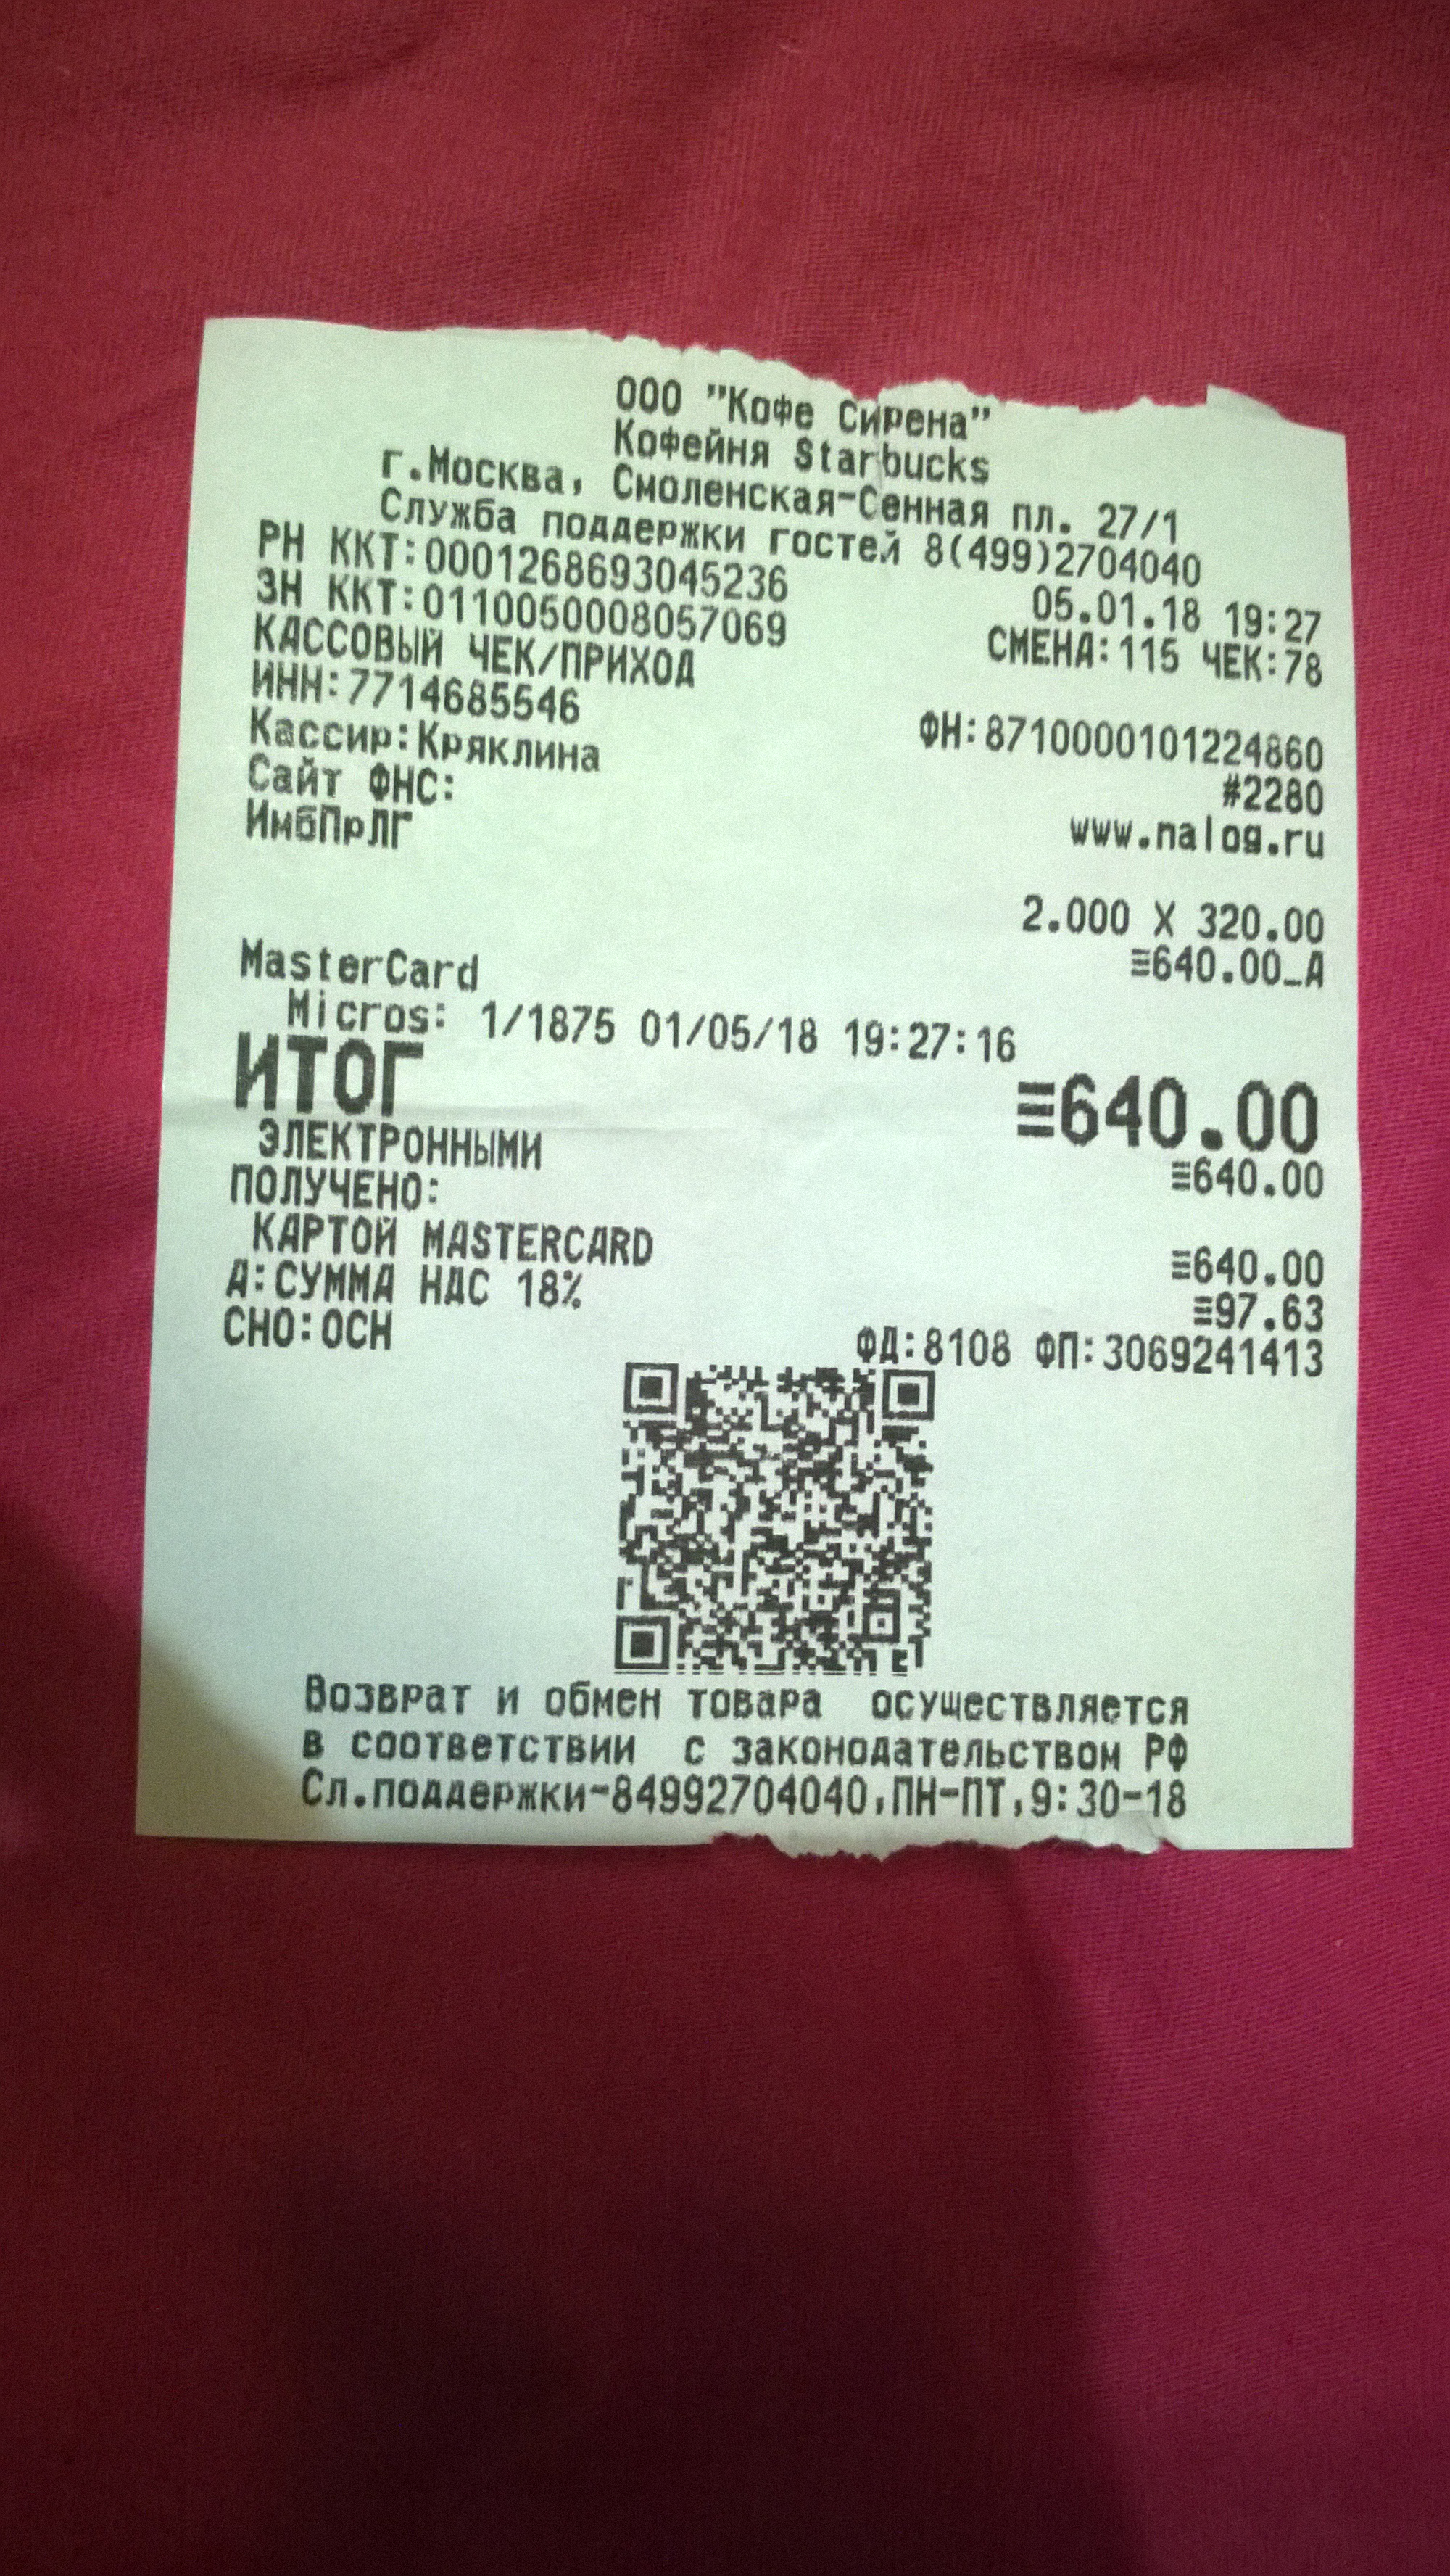 ООО "Кофе Сирена"
Кофейня Starbucks
г.Москва, Смоленская-Сенная пл. 27/1
Служба поддержки гостей 8(499)2704040
РН ККТ:0001268693045236 05.01.18 19:27
ЗН ККТ:0110050008057069 СМЕНА:115 ЧЕК:78
КАССОВЫЙ ЧЕК/ПРИХОД
ИНН:7714685546 ФН:8710000101224860
Кассир:Кряклина #2280
Сайт ФНС: www.nalog.ru
ИмбПрЛГ
2.000 X 320.00
≡640.00_А
MasterCard
Micros: 1/1875 01/05/18 19:27:16
ИТОГ ≡640.00
ЭЛЕКТРОННЫМИ ≡640.00
ПОЛУЧЕНО:
КАРТОЙ MASTERCARD ≡640.00
А:СУММА НДС 18% ≡97.63
СНО:ОСН ФД:8108 ФП:3069241413
Возврат и обмен товара осуществляется
в соответствии с законодательством РФ
Сл.поддержки-84992704040,ПН-ПТ,9:30-18